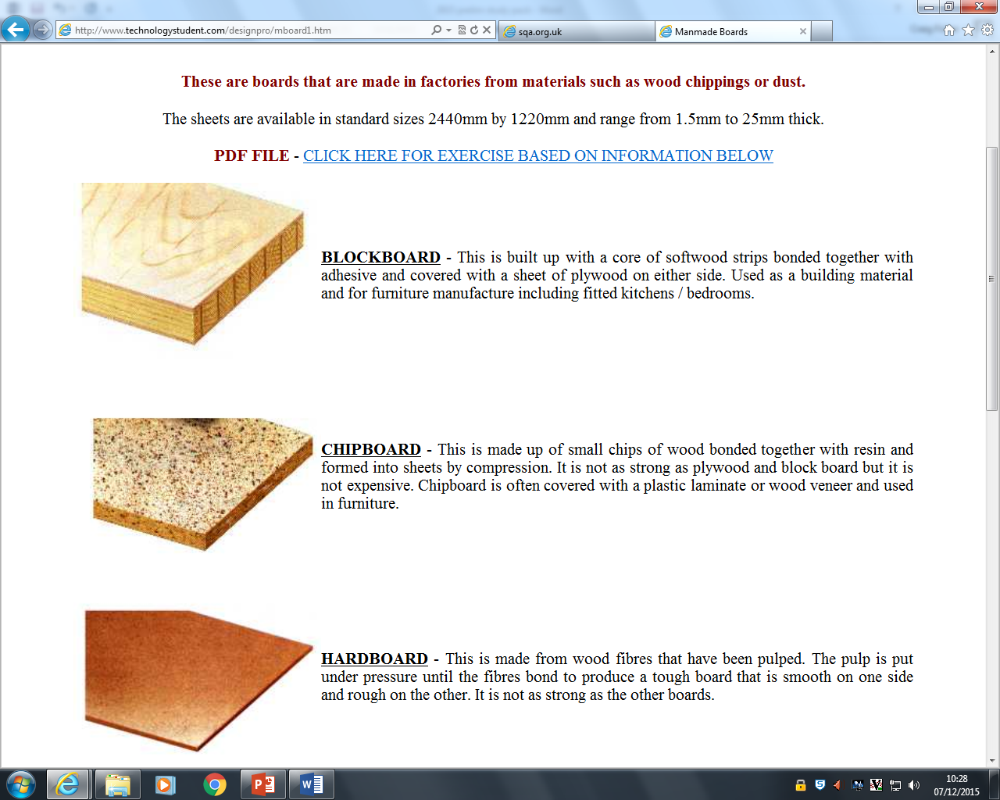 http://www.technologystudent.com/designpro/mboard1.htm
sqa.org.uk
Manmade Boards
These are boards that are made in factories from materials such as wood chippings or dust.
The sheets are available in standard sizes 2440mm by 1220mm and range from 1.5mm to 25mm thick.
PDF FILE - CLICK HERE FOR EXERCISE BASED ON INFORMATION BELOW
BLOCKBOARD - This is built up with a core of softwood strips bonded together with
adhesive and covered with a sheet of plywood on either side. Used as a building material
and for furniture manufacture including fitted kitchens / bedrooms.
CHIPBOARD - This is made up of small chips of wood bonded together with resin and
formed into sheets by compression. It is not as strong as plywood and block board but it is
not expensive. Chipboard is often covered with a plastic laminate or wood veneer and used
in furniture.
HARDBOARD - This is made from wood fibres that have been pulped. The pulp is put
under pressure until the fibres bond to produce a tough board that is smooth on one side
and rough on the other. It is not as strong as the other boards.
10:28
07/12/2015